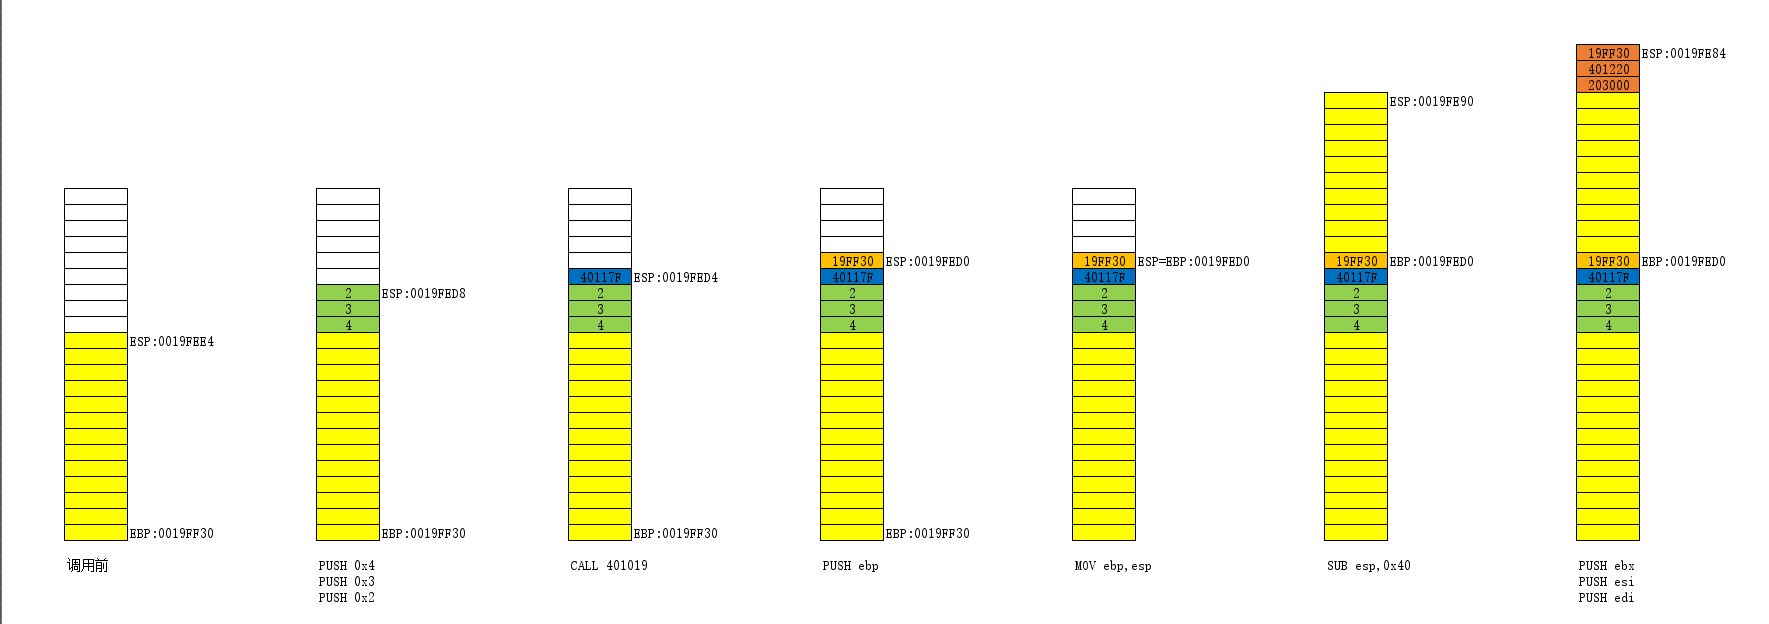 19FF30 ESP:0019FE84
401220
203000
ESP:0019FE90
19FF30 ESP:0019FED0
19FF30 ESP=EBP:0019FED0
19FF30 EBP:0019FED0
19FF30 EBP:0019FED0
40117F ESP:0019FED4
40117F
40117F
40117F
40117F
2 ESP:0019FED8
2
2
2
2
2
3
3
3
3
3
3
4
4
4
4
4
4
ESP:0019FEE4
EBP:0019FF30
EBP:0019FF30
EBP:0019FF30
EBP:0019FF30
调用前
PUSH 0x4
PUSH 0x3
PUSH 0x2
CALL 401019
PUSH ebp
MOV ebp,esp
SUB esp,0x40
PUSH ebx
PUSH esi
PUSH edi